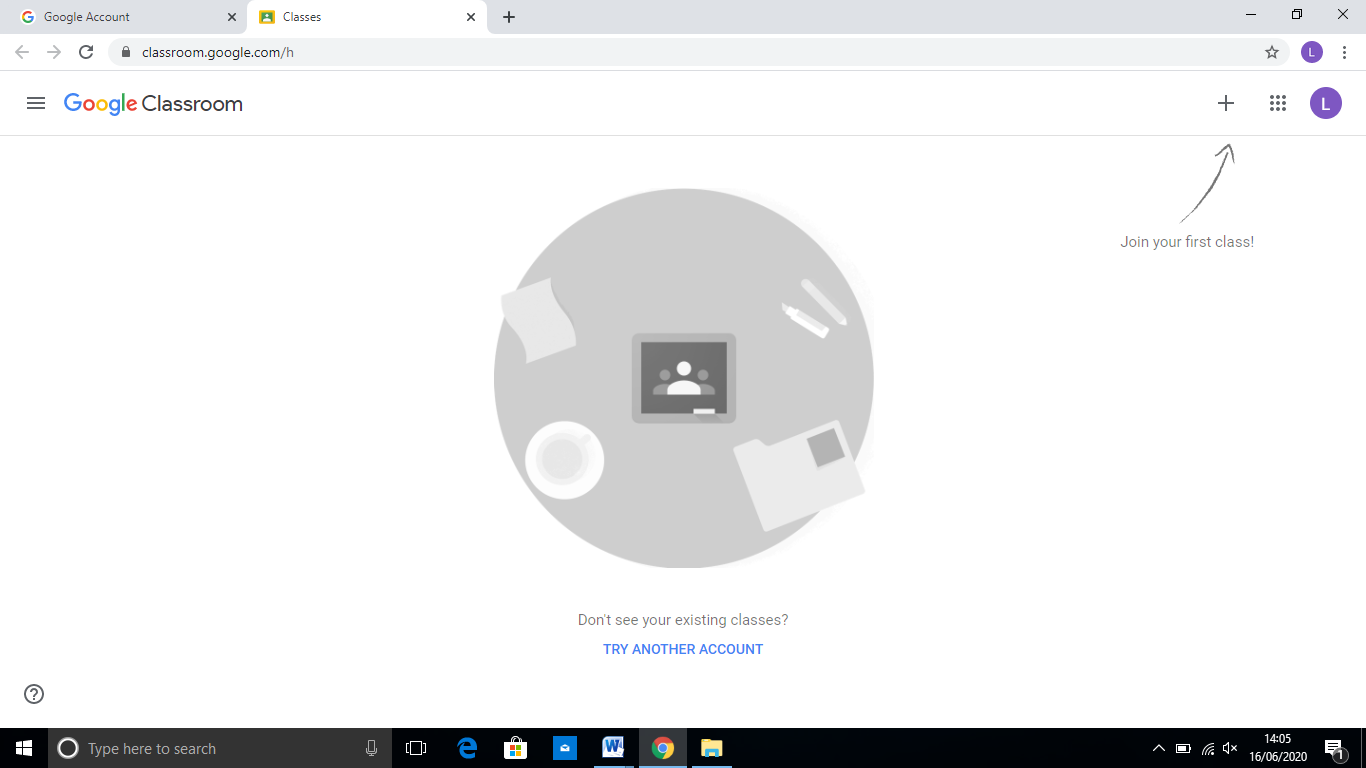 Google Account
Classes
classroom.google.com/h
L
Google Classroom
L
Join your first class!
Don't see your existing classes?
TRY ANOTHER ACCOUNT
Type here to search
W
14:05
16/06/2020
1